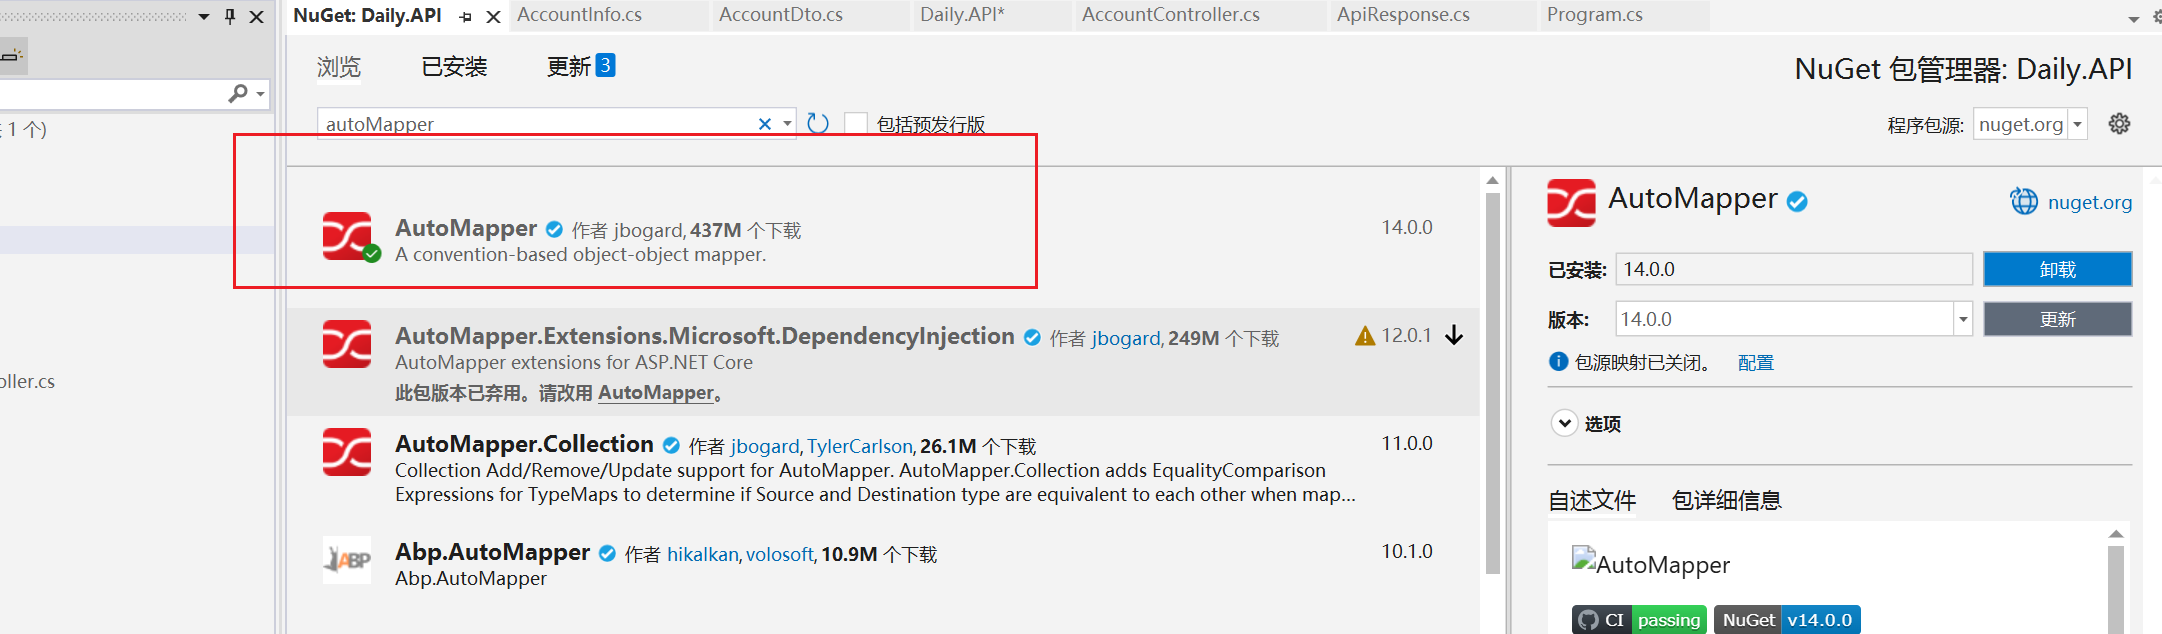 NuGet: Daily.API
AccountInfo.cs
AccountDto.cs
Daily.API*
AccountController.cs
ApiResponse.cs
Program.cs
浏览
已安装
更新 3
NuGet 包管理器: Daily.API
autoMapper
包括预发行版
程序包源: nuget.org
1 个)
oller.cs
AutoMapper 作者 jbogard, 437M 个下载
14.0.0
A convention-based object-object mapper.
AutoMapper.Extensions.Microsoft.DependencyInjection 作者 jbogard, 249M 个下载
12.0.1
AutoMapper extensions for ASP.NET Core
此包版本已弃用。请改用 AutoMapper。
AutoMapper.Collection 作者 jbogard, TylerCarlson, 26.1M 个下载
11.0.0
Collection Add/Remove/Update support for AutoMapper. AutoMapper.Collection adds EqualityComparison
Expressions for TypeMaps to determine if Source and Destination type are equivalent to each other when map...
Abp.AutoMapper 作者 hikalkan, volosoft, 10.9M 个下载
10.1.0
Abp.AutoMapper
ABP
AutoMapper
nuget.org
已安装: 14.0.0
卸载
版本: 14.0.0
更新
包源映射已关闭。 配置
选项
自述文件
包详细信息
AutoMapper
CI passing
NuGet v14.0.0